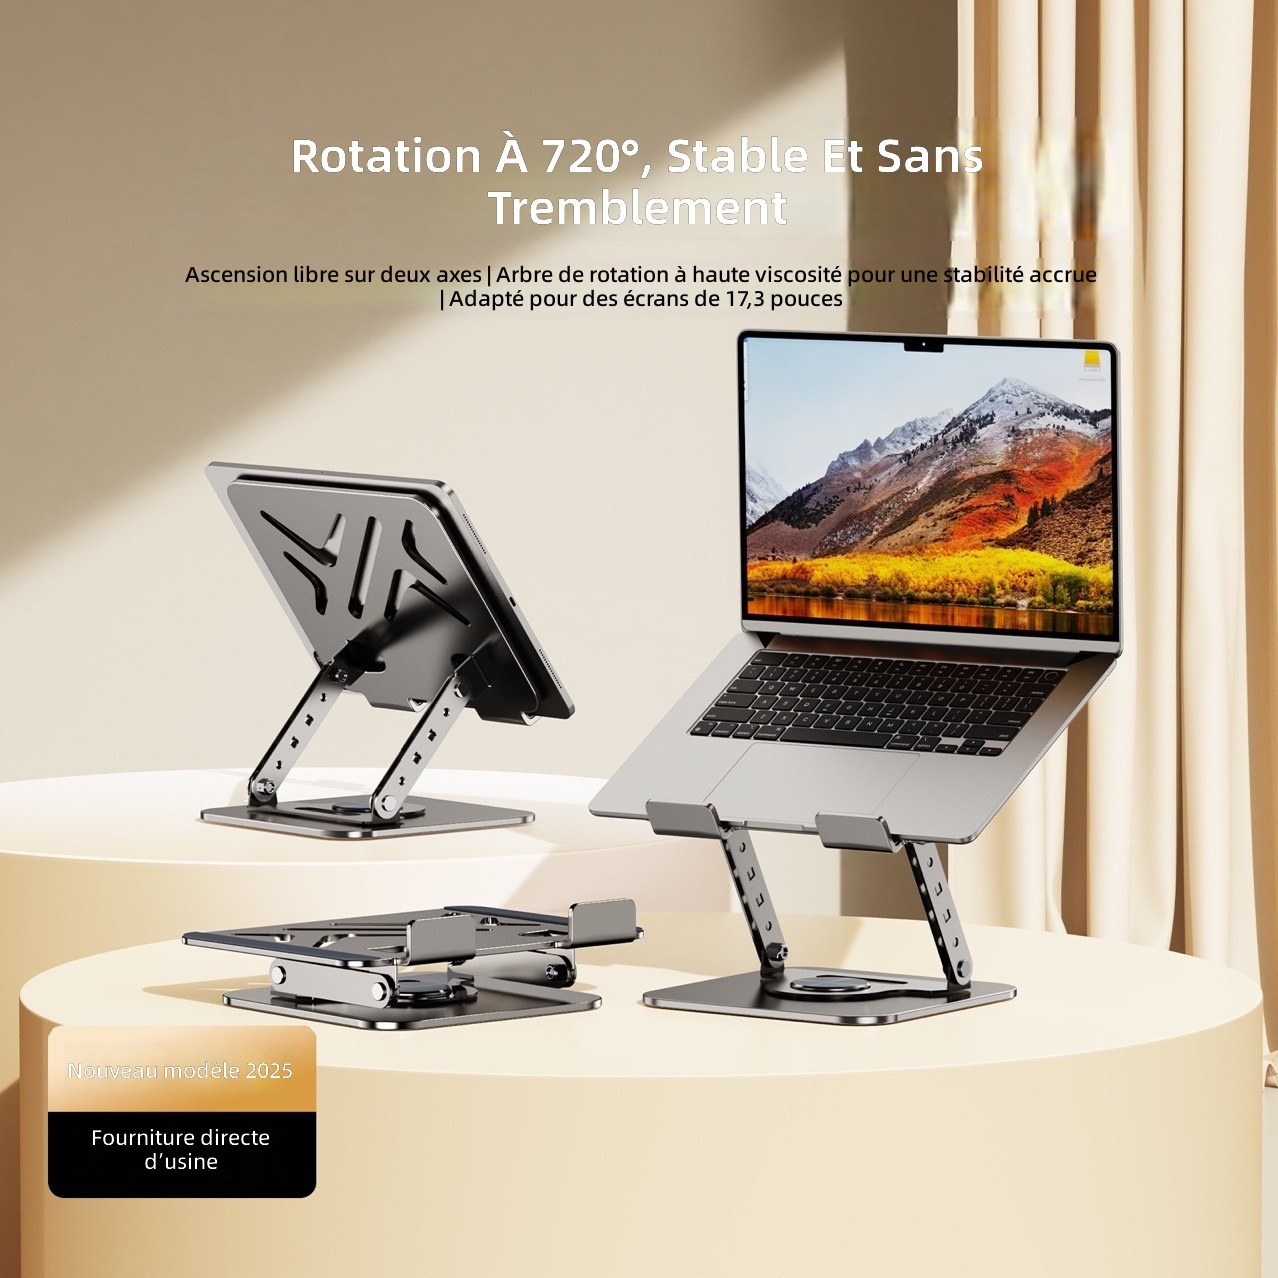 Rotation À 720°, Stable Et Sans
Tremblement
Ascension libre sur deux axes | Arbre de rotation à haute viscosité pour une stabilité accrue
| Adapté pour des écrans de 17,3 pouces
Nouveau modèle 2025
Fourniture directe
d’usine